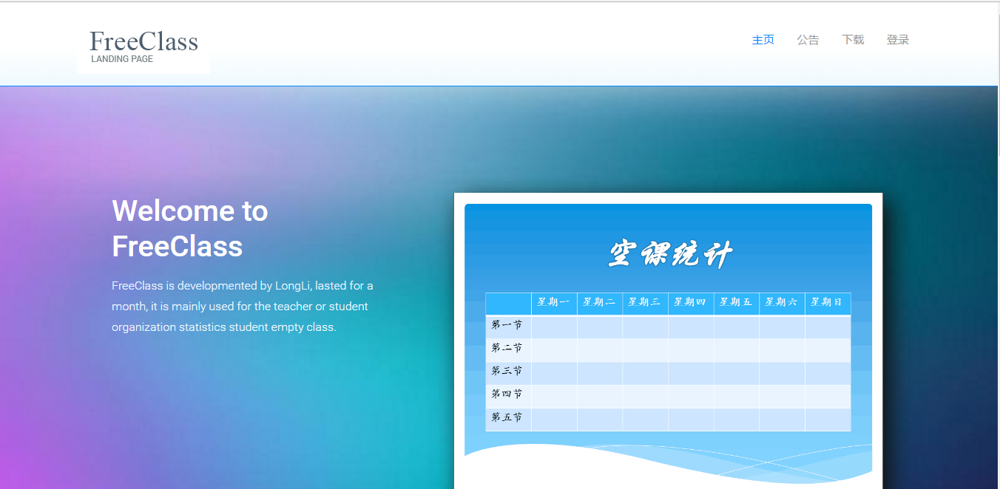 FreeClass
LANDING PAGE
主页 公告 下载 登录
Welcome to
FreeClass
FreeClass is developmented by LongLi, lasted for a
month, it is mainly used for the teacher or student
organization statistics student empty class.
空课统计
星期一 星期二 星期三 星期四 星期五 星期六 星期日
第一节
第二节
第三节
第四节
第五节